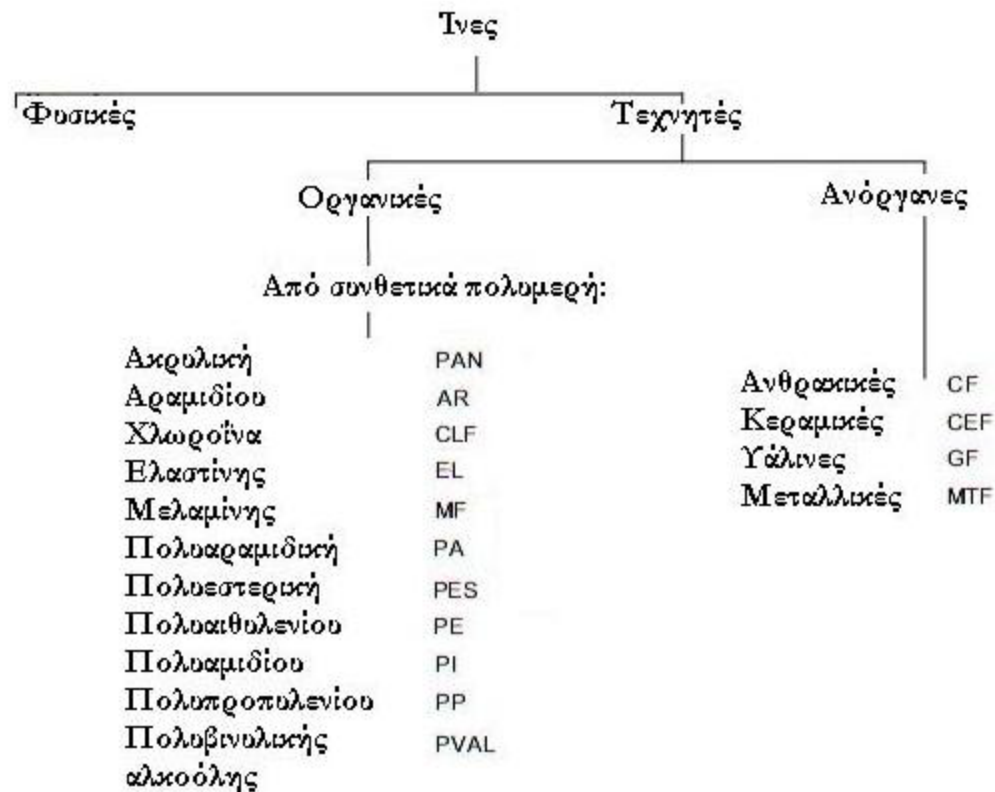 Ίνες
Φυσικές Τεχνητές
Οργανικές Ανόργανες
Από συνθετικά πολυμερή:
Ακρυλική PAN
Αραμιδίου AR
Χλωροΐνα CLF
Ελαστίνης EL
Μελαμίνης MF
Πολυαραμιδική PA
Πολυεστερική PES
Πολυαιθυλενίου PE
Πολυαμιδίου PI
Πολυπροπυλενίου PP
Πολυβινυλικής PVAL
αλκοόλης
Ανθρακικές CF
Κεραμικές CEF
Υάλινες GF
Μεταλλικές MTF